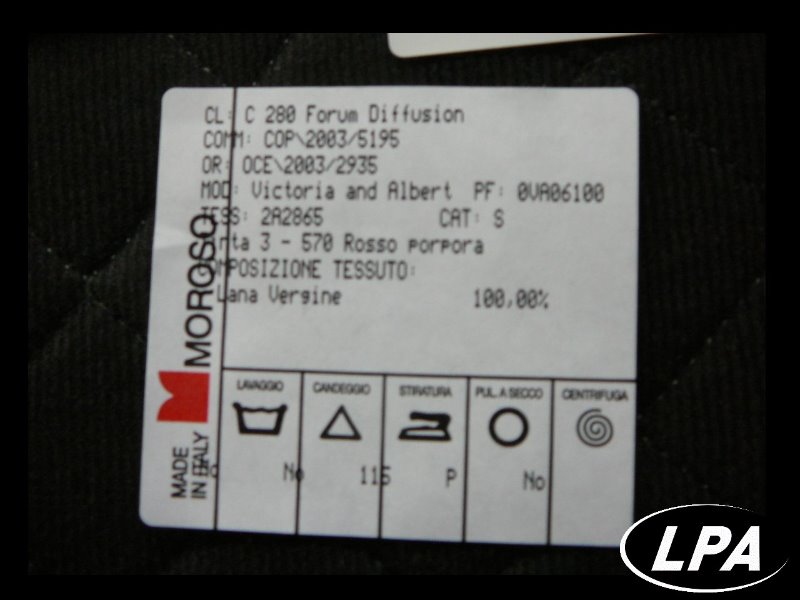 CL: C 280 Forum Diffusion
COMM: COP\2003/5195
OR: OCE\2003/2935
MOD: Victoria and Albert PF: 0VA06100
TESS: 2A2865 CAT: S
3 - 570 Rosso porpora
COMPOSIZIONE TESSUTO:
Lana Vergine 100,00%
MOROSO
MADE
IN ITALY
LAVAGGIO CANDEGGIO STIRATURA PUL. A SECCO CENTRIFUGA
No 115 P No
LPA